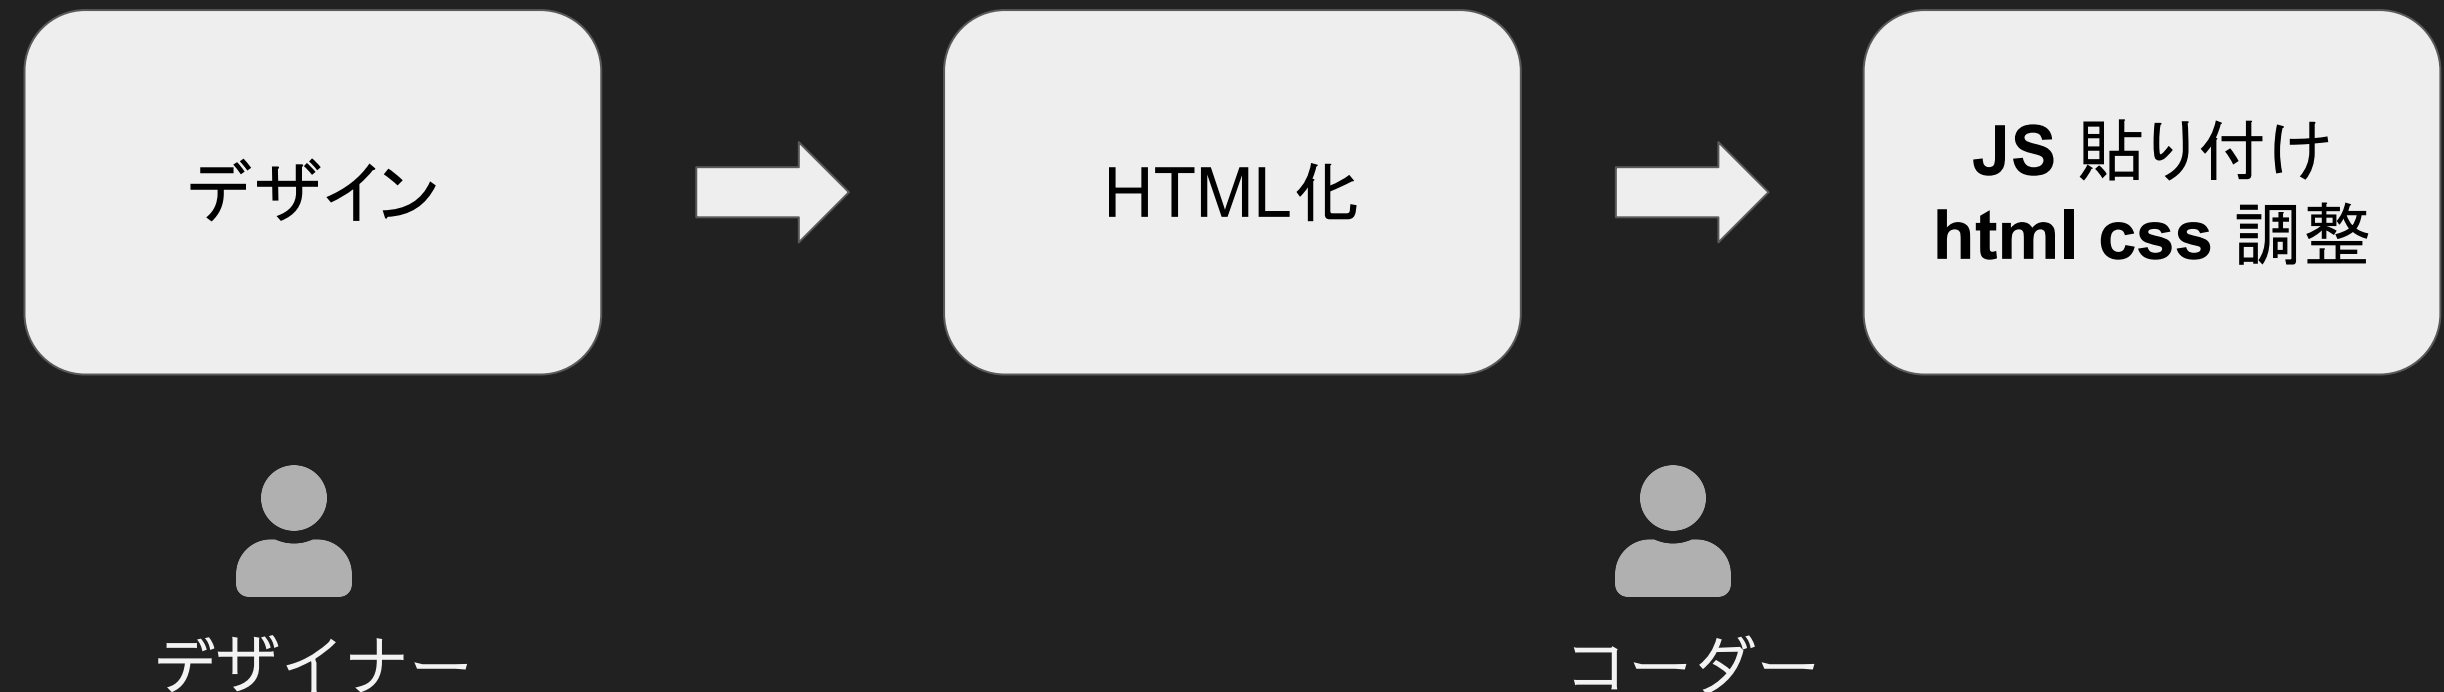 デザイン
HTML化
JS 貼り付け
html css 調整
デザイナー
コーダー